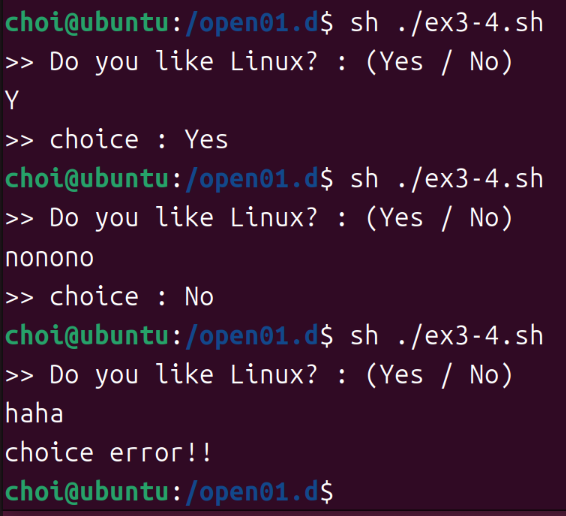 choi@ubuntu:/open01.d$ sh ./ex3-4.sh
>> Do you like Linux? : (Yes / No)
Y
>> choice : Yes
choi@ubuntu:/open01.d$ sh ./ex3-4.sh
>> Do you like Linux? : (Yes / No)
nonono
>> choice : No
choi@ubuntu:/open01.d$ sh ./ex3-4.sh
>> Do you like Linux? : (Yes / No)
haha
choice error!!
choi@ubuntu:/open01.d$